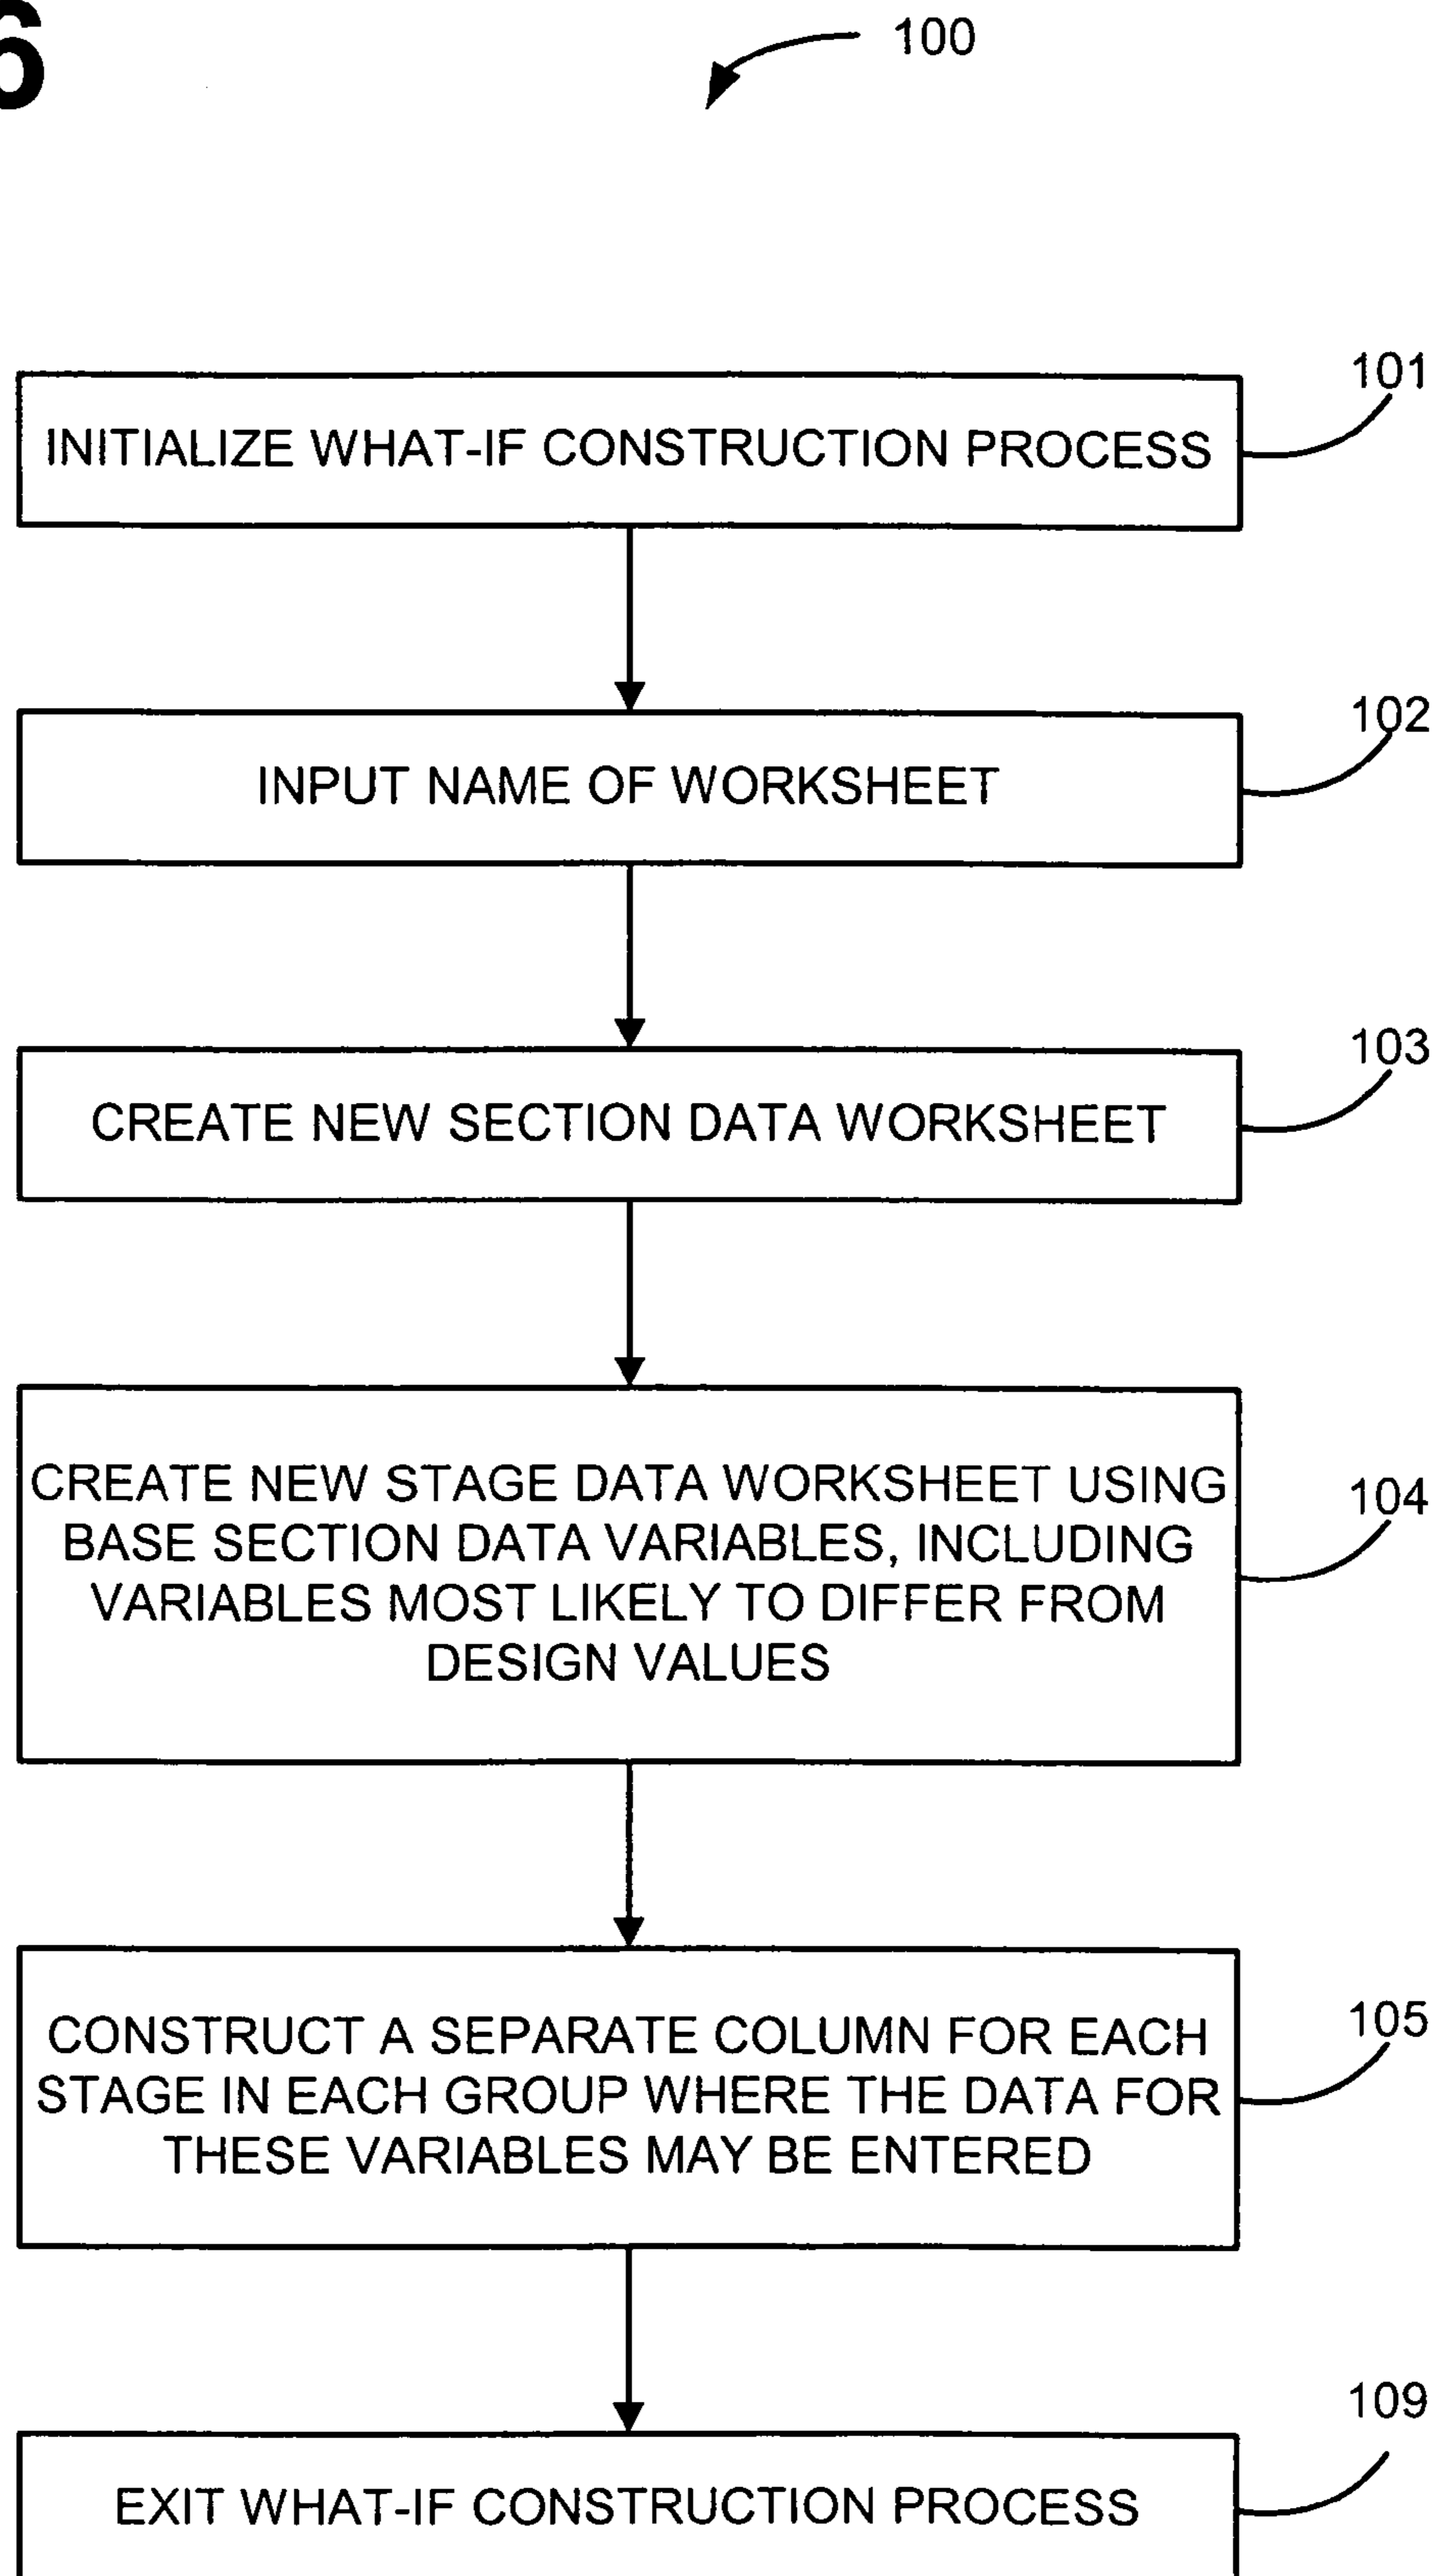 6
100
INITIALIZE WHAT-IF CONSTRUCTION PROCESS
101
INPUT NAME OF WORKSHEET
102
CREATE NEW SECTION DATA WORKSHEET
103
CREATE NEW STAGE DATA WORKSHEET USING
BASE SECTION DATA VARIABLES, INCLUDING
VARIABLES MOST LIKELY TO DIFFER FROM
DESIGN VALUES
104
CONSTRUCT A SEPARATE COLUMN FOR EACH
STAGE IN EACH GROUP WHERE THE DATA FOR
THESE VARIABLES MAY BE ENTERED
105
EXIT WHAT-IF CONSTRUCTION PROCESS
109